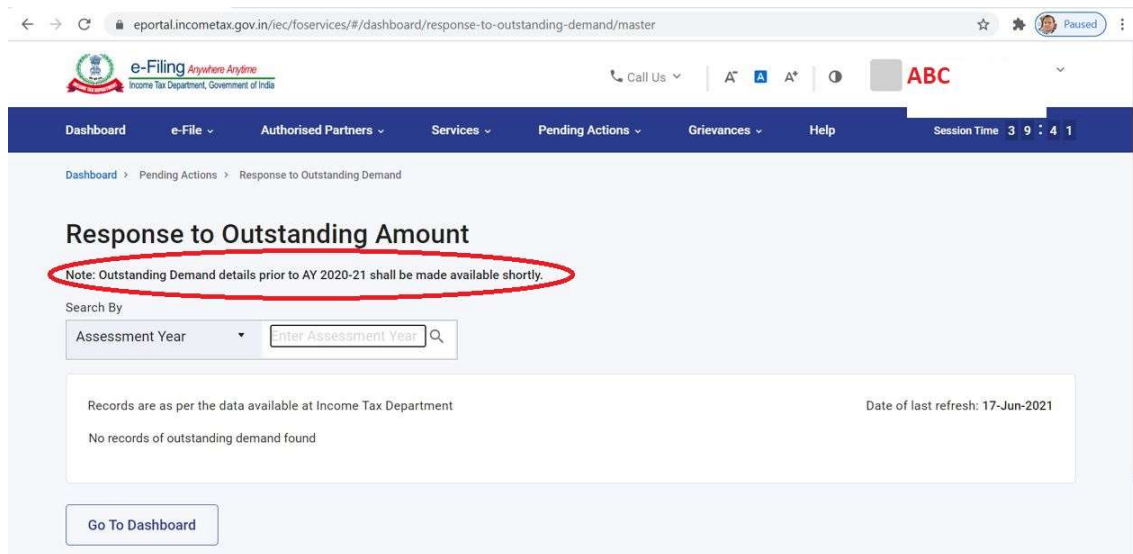 eportal.incometax.gov.in/iec/foservices/#/dashboard/response-to-outstanding-demand/master
Paused
e-Filing Anywhere Anytime
Income Tax Department, Government of India
Call Us
A- A A+
ABC
Dashboard e-File Authorised Partners Services Pending Actions Grievances Help Session Time 3 9 : 4 1
Dashboard > Pending Actions > Response to Outstanding Demand
Response to Outstanding Amount
Note: Outstanding Demand details prior to AY 2020-21 shall be made available shortly.
Search By
Assessment Year Enter Assessment Year
Records are as per the data available at Income Tax Department Date of last refresh: 17-Jun-2021
No records of outstanding demand found
Go To Dashboard